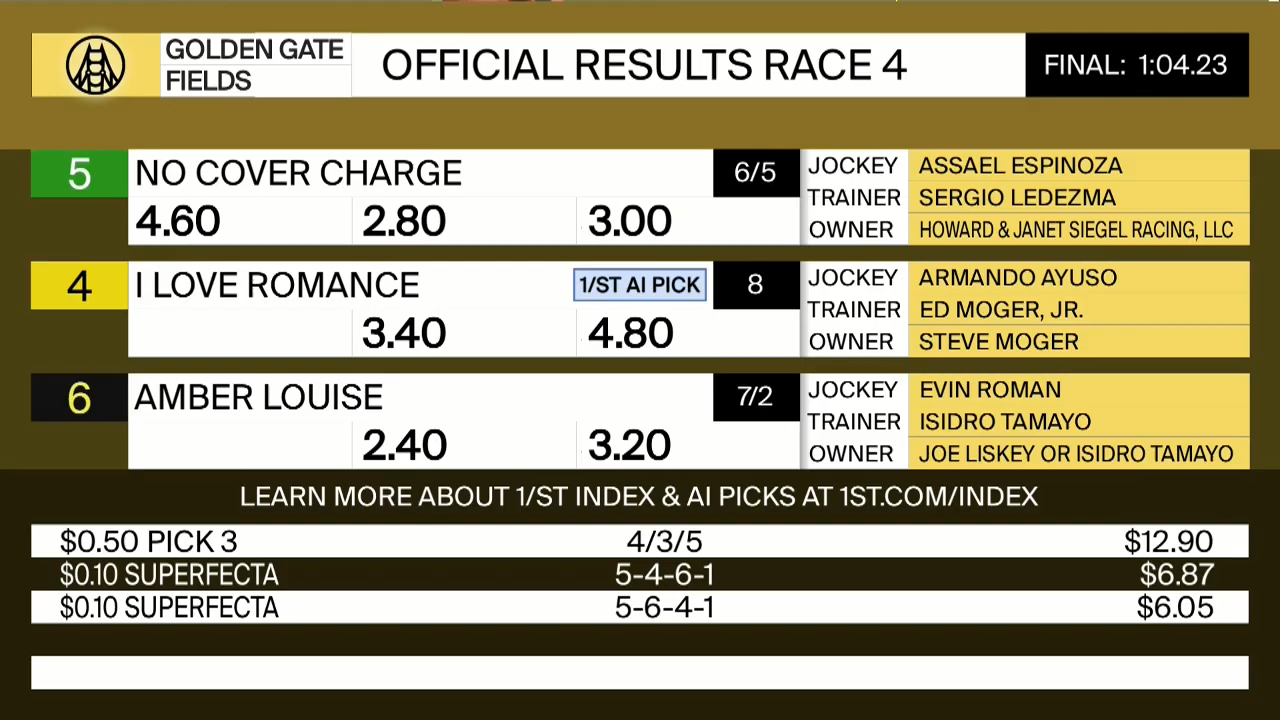 GOLDEN GATE
FIELDS
OFFICIAL RESULTS RACE 4
FINAL: 1:04.23
5 NO COVER CHARGE 6/5
4.60 2.80 3.00
JOCKEY ASSAEL ESPINOZA
TRAINER SERGIO LEDEZMA
OWNER HOWARD & JANET SIEGEL RACING, LLC
4 I LOVE ROMANCE 1/ST AI PICK 8
3.40 4.80
JOCKEY ARMANDO AYUSO
TRAINER ED MOGER, JR.
OWNER STEVE MOGER
6 AMBER LOUISE 7/2
2.40 3.20
JOCKEY EVIN ROMAN
TRAINER ISIDRO TAMAYO
OWNER JOE LISKEY OR ISIDRO TAMAYO
LEARN MORE ABOUT 1/ST INDEX & AI PICKS AT 1ST.COM/INDEX
$0.50 PICK 3 4/3/5 $12.90
$0.10 SUPERFECTA 5-4-6-1 $6.87
$0.10 SUPERFECTA 5-6-4-1 $6.05